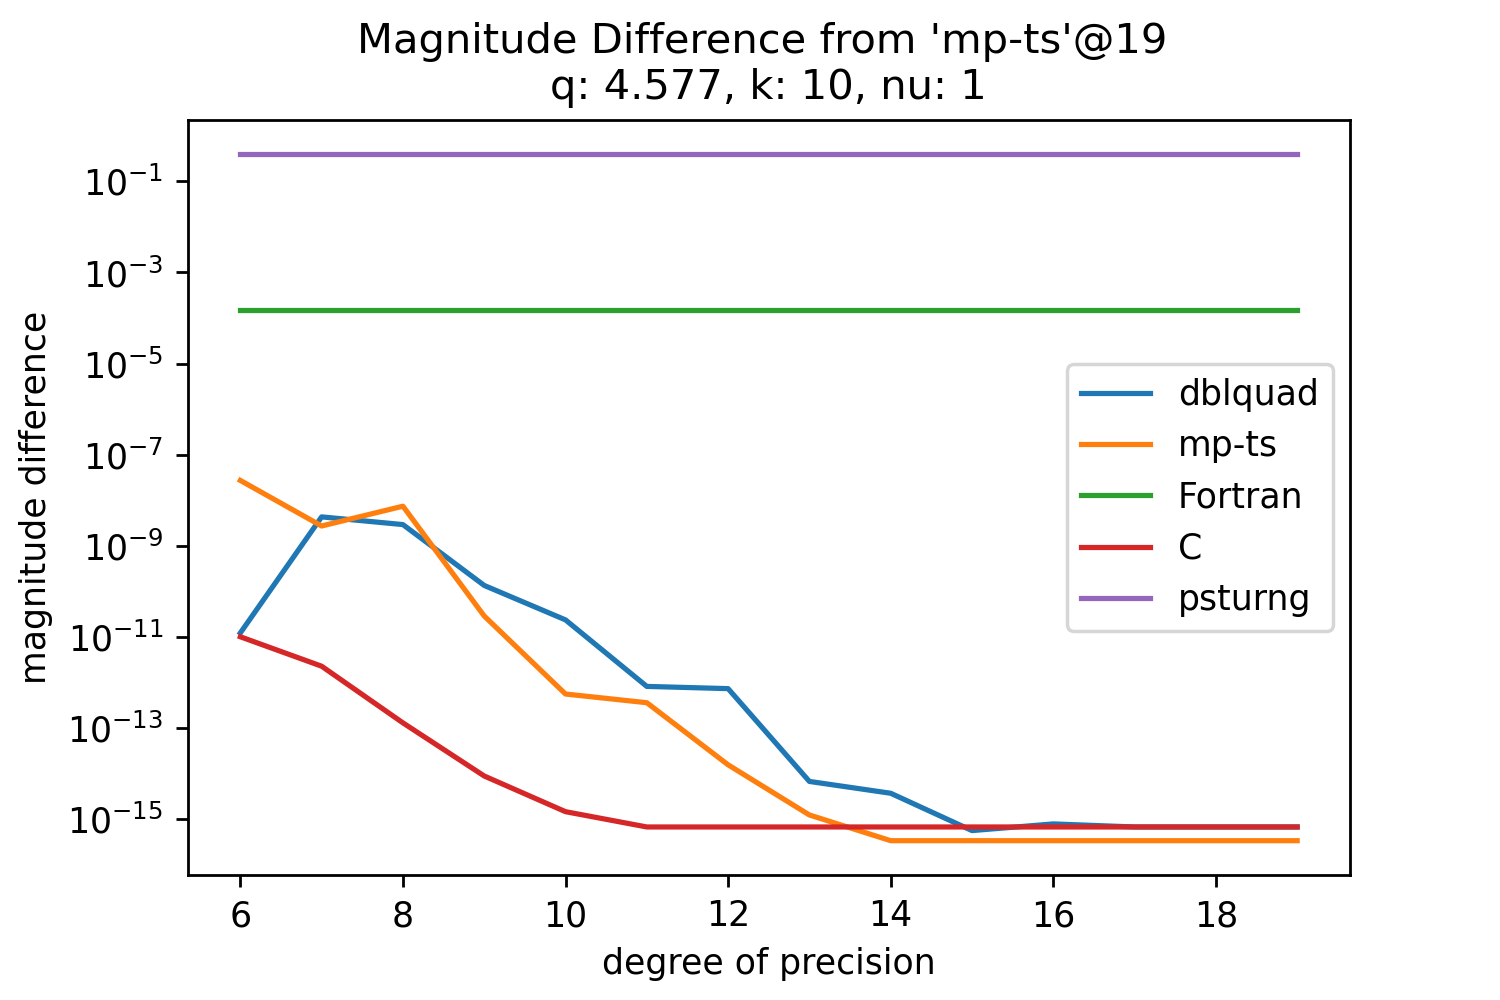 Magnitude Difference from 'mp-ts'@19
q: 4.577, k: 10, nu: 1
magnitude difference
10⁻¹
10⁻³
10⁻⁵
10⁻⁷
10⁻⁹
10⁻¹¹
10⁻¹³
10⁻¹⁵
dblquad
mp-ts
Fortran
C
psturng
6 8 10 12 14 16 18
degree of precision